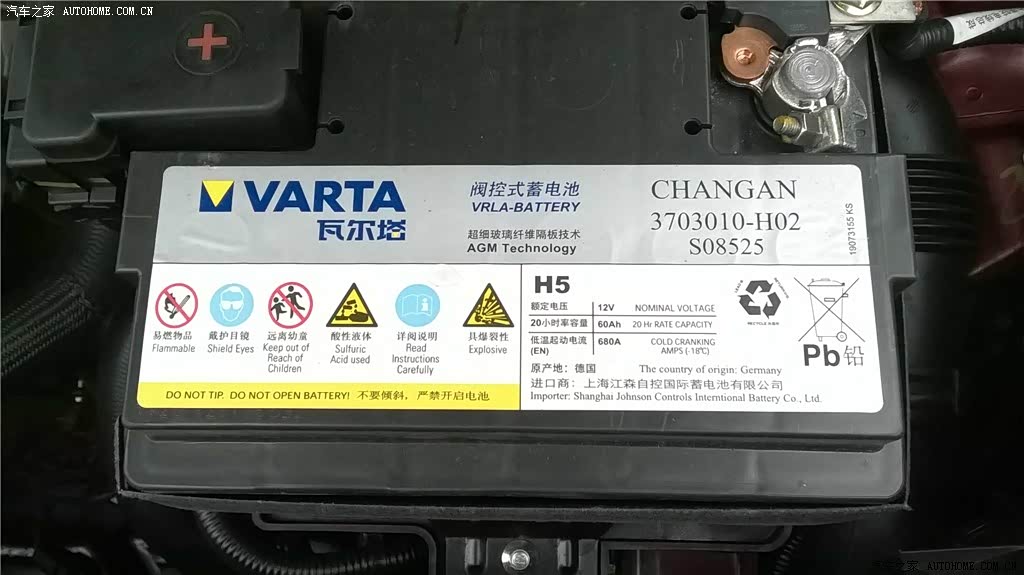 汽车之家 AUTOHOME.COM.CN
VARTA
瓦尔塔
阀控式蓄电池
VRLA-BATTERY
超细玻璃纤维隔板技术
AGM Technology
CHANGAN
3703010-H02
S08525
19073155 KS
易燃物品
Flammable
戴护目镜
Shield Eyes
远离幼童
Keep out of
Reach of
Children
酸性液体
Sulfuric
Acid used
详阅说明
Read
Instructions
Carefully
具爆裂性
Explosive
DO NOT TIP. DO NOT OPEN BATTERY! 不要倾斜，严禁开启电池
H5
额定电压 12V NOMINAL VOLTAGE
20小时率容量 60Ah 20 Hr RATE CAPACITY
低温起动电流 680A COLD CRANKING
(EN) AMPS (-18℃)
原产地：德国 The country of origin: Germany
进口商：上海江森自控国际蓄电池有限公司
Importer: Shanghai Johnson Controls Interntional Battery Co., Ltd.
Pb 铅
汽车之家 AUTOHOME.COM.CN